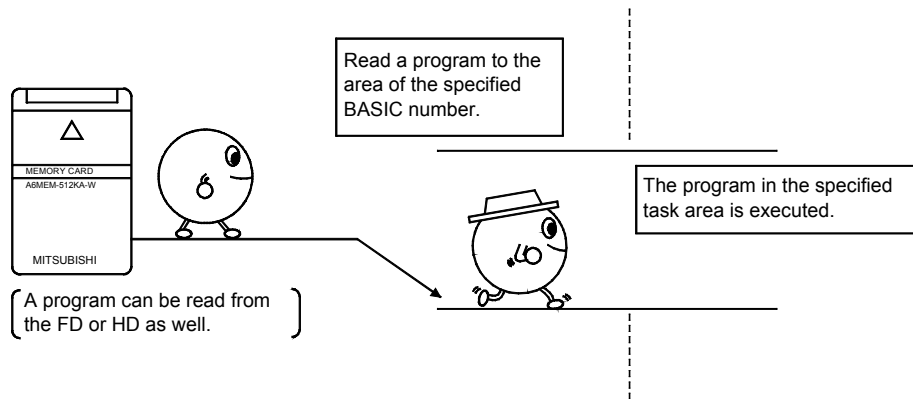 Read a program to the
area of the specified
BASIC number.
MEMORY CARD
A6MEM-512KA-W
MITSUBISHI
The program in the specified
task area is executed.
A program can be read from
the FD or HD as well.